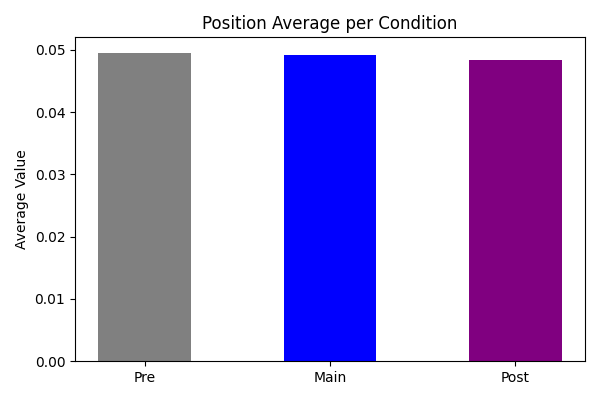 Position Average per Condition
Average Value
0.05
0.04
0.03
0.02
0.01
0.00
Pre
Main
Post